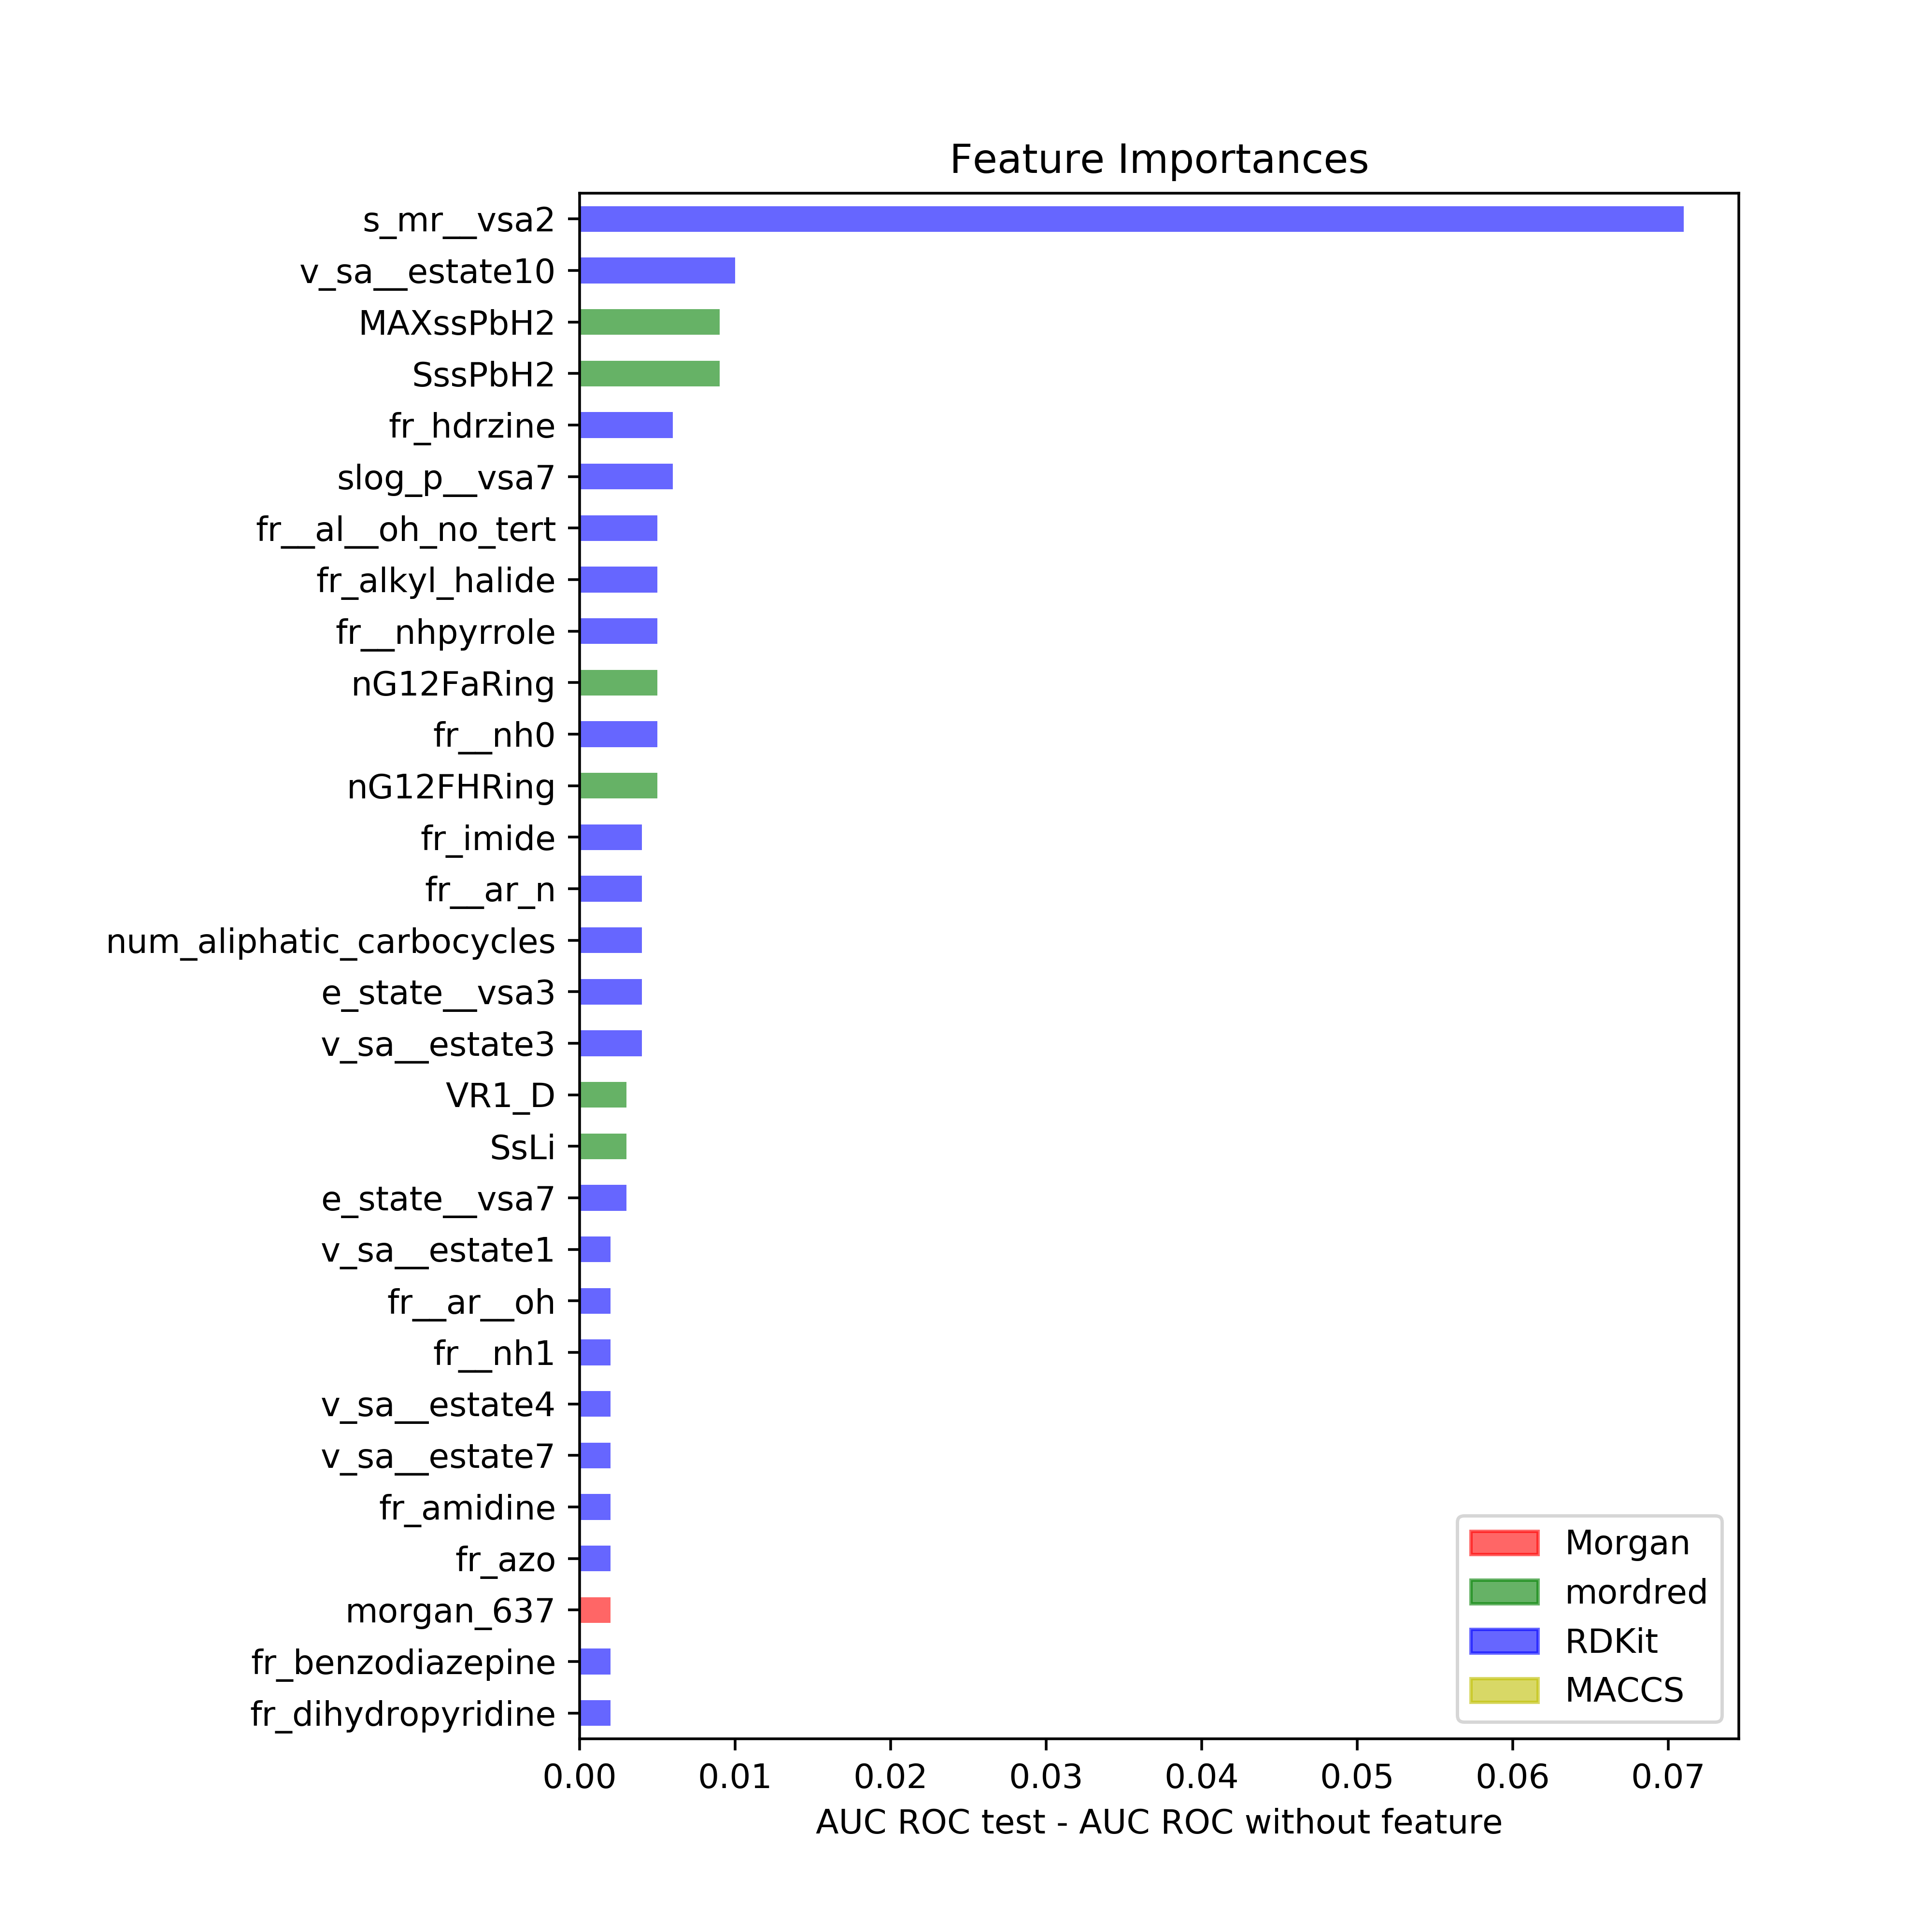 Feature Importances
s_mr__vsa2
v_sa__estate10
MAXssPbH2
SssPbH2
fr_hdrzine
slog_p__vsa7
fr__al__oh_no_tert
fr_alkyl_halide
fr__nhpyrrole
nG12FaRing
fr__nh0
nG12FHRing
fr_imide
fr__ar_n
num_aliphatic_carbocycles
e_state__vsa3
v_sa__estate3
VR1_D
SsLi
e_state__vsa7
v_sa__estate1
fr__ar__oh
fr__nh1
v_sa__estate4
v_sa__estate7
fr_amidine
fr_azo
morgan_637
fr_benzodiazepine
fr_dihydropyridine
Morgan
mordred
RDKit
MACCS
0.00 0.01 0.02 0.03 0.04 0.05 0.06 0.07
AUC ROC test - AUC ROC without feature